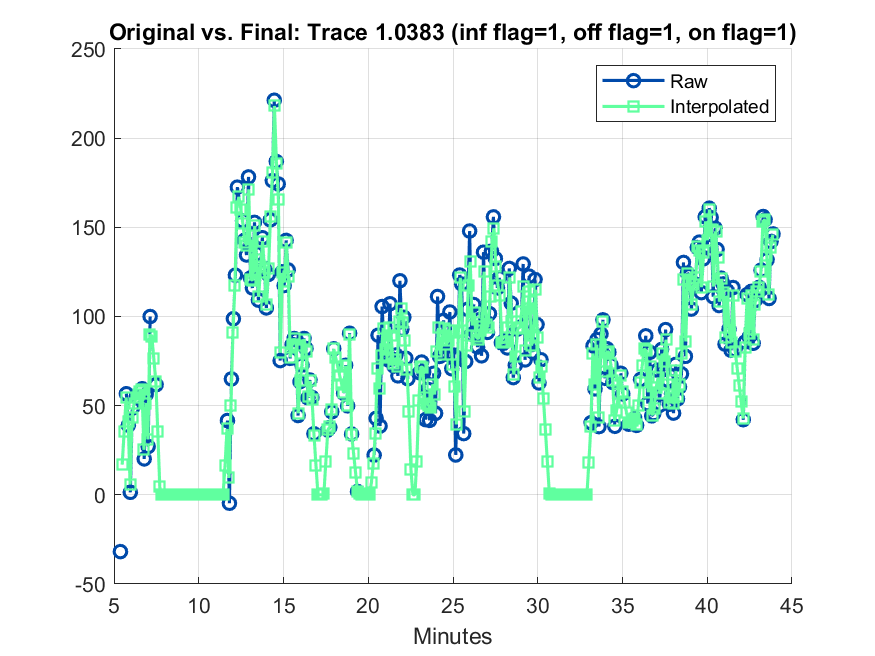 Original vs. Final: Trace 1.0383 (inf flag=1, off flag=1, on flag=1)
250
200
150
100
50
0
-50
Raw
Interpolated
5 10 15 20 25 30 35 40 45
Minutes